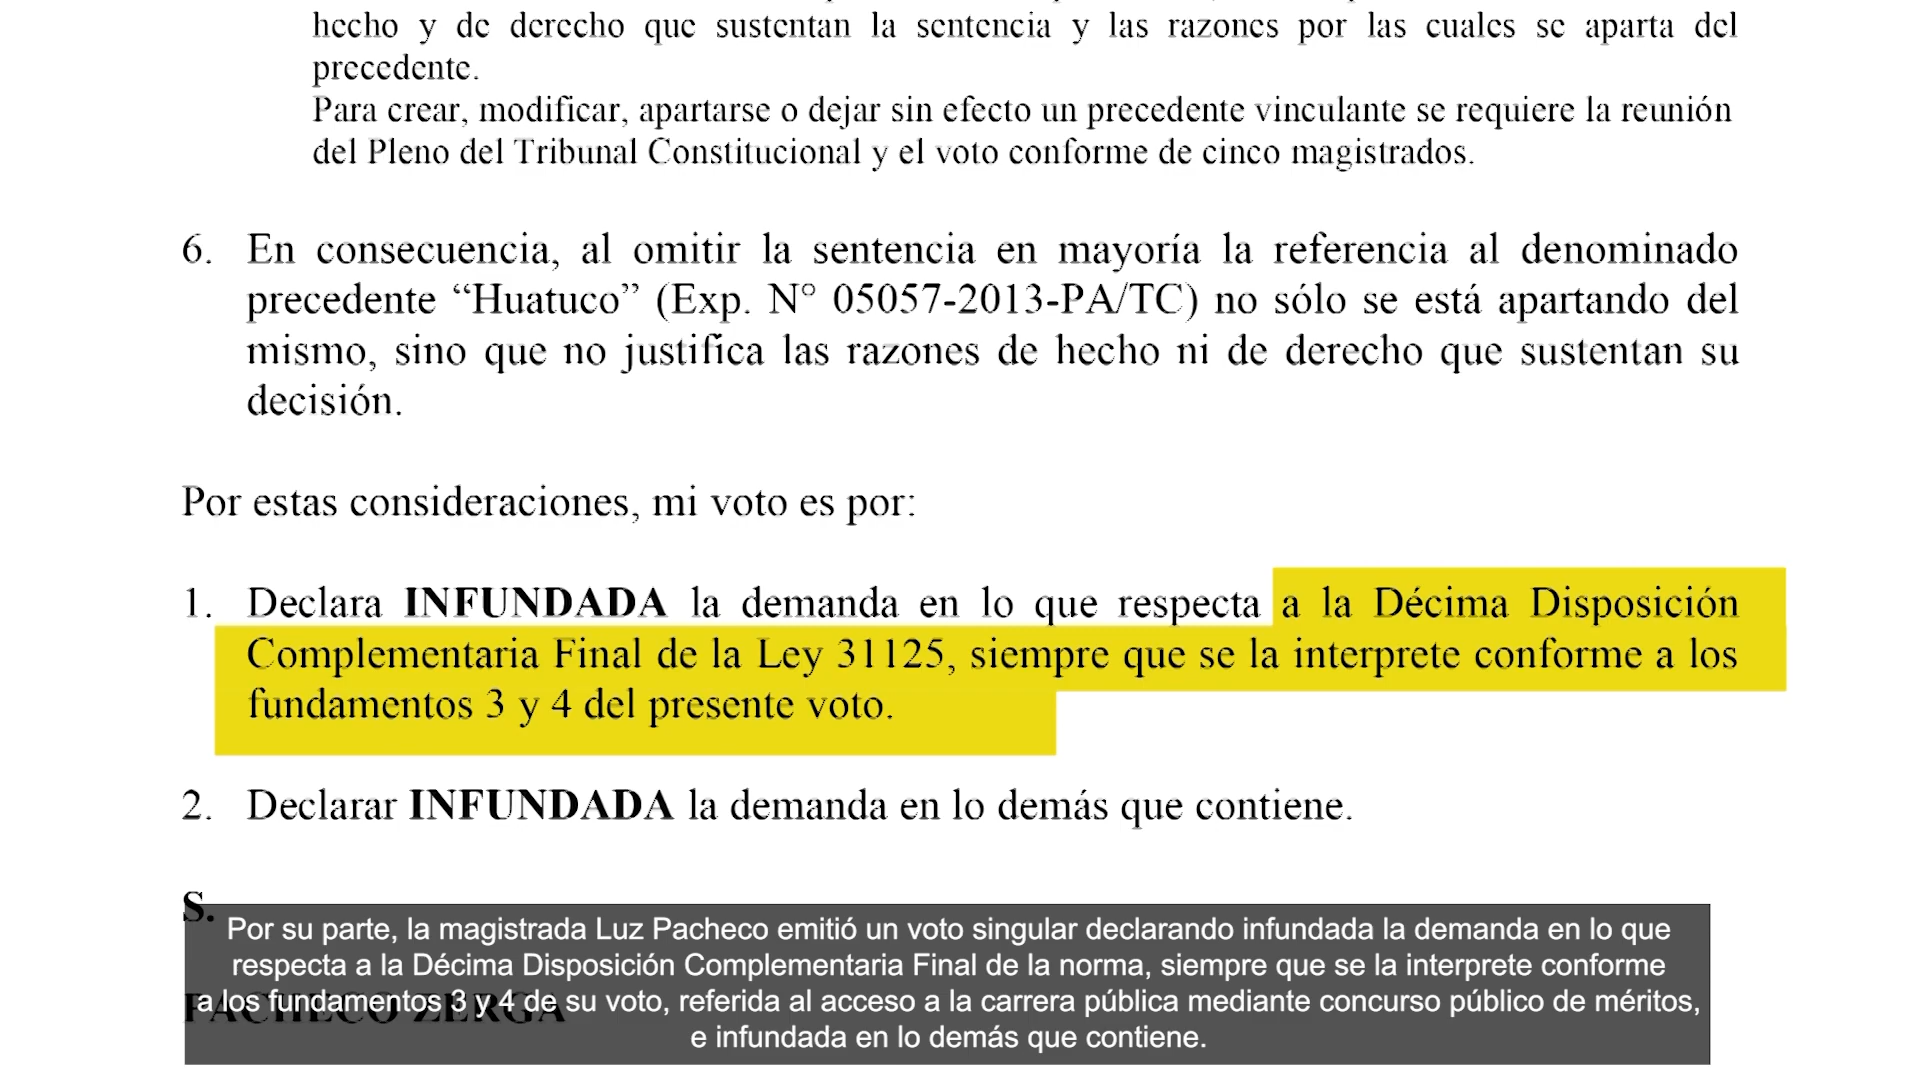 hecho y de derecho que sustentan la sentencia y las razones por las cuales se aparta del
precedente.
Para crear, modificar, apartarse o dejar sin efecto un precedente vinculante se requiere la reunión
del Pleno del Tribunal Constitucional y el voto conforme de cinco magistrados.
6. En consecuencia, al omitir la sentencia en mayoría la referencia al denominado
precedente “Huatuco” (Exp. N° 05057-2013-PA/TC) no sólo se está apartando del
mismo, sino que no justifica las razones de hecho ni de derecho que sustentan su
decisión.
Por estas consideraciones, mi voto es por:
1. Declara INFUNDADA la demanda en lo que respecta a la Décima Disposición
Complementaria Final de la Ley 31125, siempre que se la interprete conforme a los
fundamentos 3 y 4 del presente voto.
2. Declarar INFUNDADA la demanda en lo demás que contiene.
S.
PACHECO ZERGA
Por su parte, la magistrada Luz Pacheco emitió un voto singular declarando infundada la demanda en lo que
respecta a la Décima Disposición Complementaria Final de la norma, siempre que se la interprete conforme
a los fundamentos 3 y 4 de su voto, referida al acceso a la carrera pública mediante concurso público de méritos,
e infundada en lo demás que contiene.